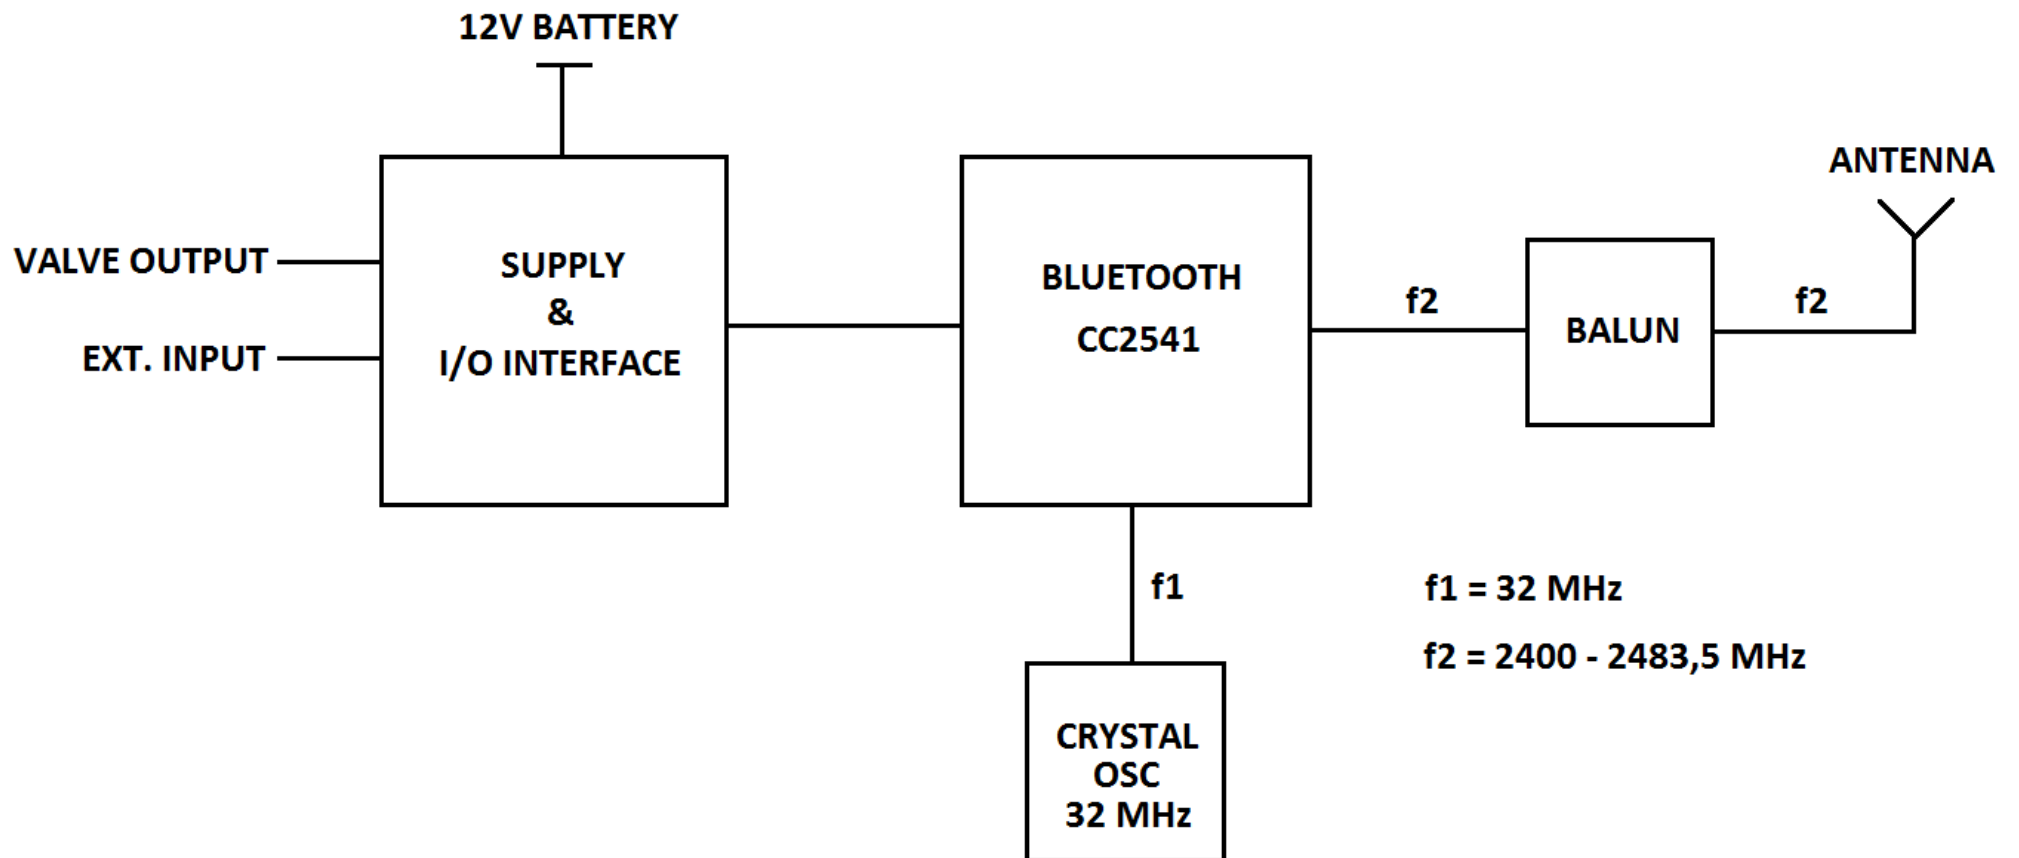 12V BATTERY
ANTENNA
VALVE OUTPUT
EXT. INPUT
SUPPLY
&
I/O INTERFACE
BLUETOOTH
CC2541
f2
BALUN
f2
f1
f1 = 32 MHz
f2 = 2400 - 2483,5 MHz
CRYSTAL
OSC
32 MHz